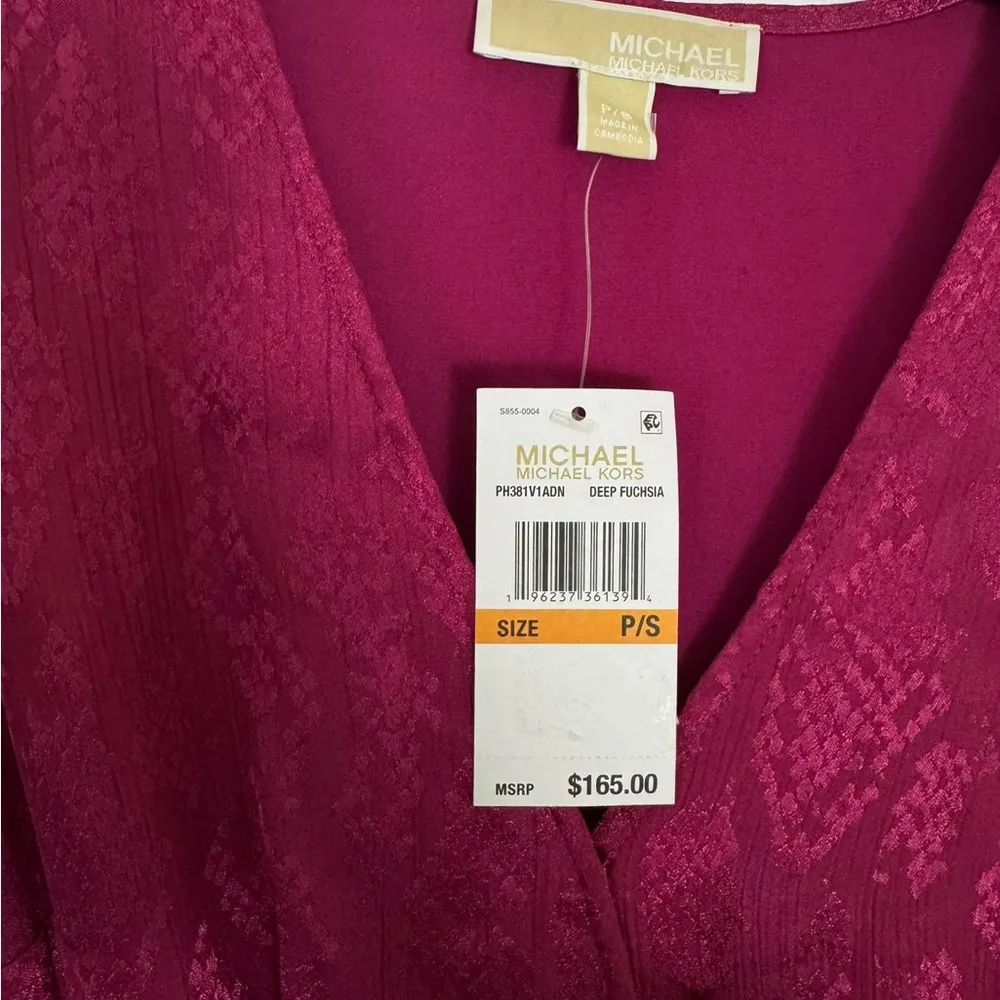 MICHAEL
MICHAEL KORS
P/S
MADE IN
CAMBODIA
S855-0004
MICHAEL
MICHAEL KORS
PH381V1ADN DEEP FUCHSIA
1 96237 36139 4
SIZE P/S
MSRP $165.00